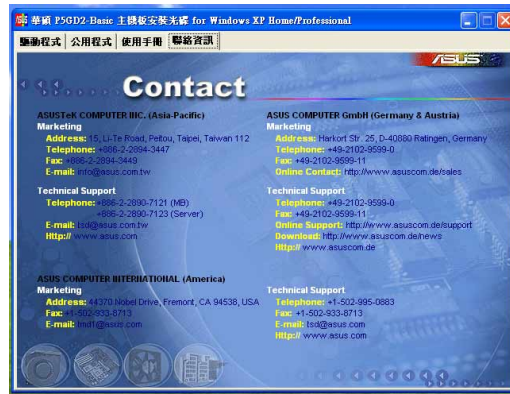 華碩 P5GD2-Basic 主機板安裝光碟 for Windows XP Home/Professional
驅動程式 公用程式 使用手冊 聯絡資訊
ASUS
Contact
ASUSTeK COMPUTER INC. (Asia-Pacific)
Marketing
Address: 15, Li-Te Road, Peitou, Taipei, Taiwan 112
Telephone: +886-2-2894-3447
Fax: +886-2-2894-3449
E-mail: info@asus.com.tw
Technical Support
Telephone: +886-2-2890-7121 (MB)
+886-2-2890-7123 (Server)
E-mail: tsd@asus.com.tw
Http:// www.asus.com
ASUS COMPUTER GmbH (Germany & Austria)
Marketing
Address: Harkort Str. 25, D-40880 Ratingen, Germany
Telephone: +49-2102-9599-0
Fax: +49-2102-9599-11
Online Contact: http://www.asuscom.de/sales
Technical Support
Telephone: +49-2102-9599-0
Fax: +49-2102-9599-11
Online Support: http://www.asuscom.de/support
Download: http://www.asuscom.de/news
Http:// www.asuscom.de
ASUS COMPUTER INTERNATIONAL (America)
Marketing
Address: 44370 Nobel Drive, Fremont, CA 94538, USA
Fax: +1-502-933-8713
E-mail: tmd1@asus.com
Technical Support
Telephone: +1-502-995-0883
Fax: +1-502-933-8713
E-mail: tsd@asus.com
Http:// www.asus.com